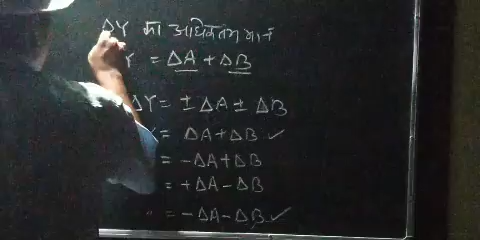 ΔY का अधिकतम मान
Y = ΔA + ΔB
ΔY = ± ΔA ± ΔB
= ΔA + ΔB ✓
= -ΔA + ΔB
= +ΔA - ΔB
" = -ΔA - ΔB ✓